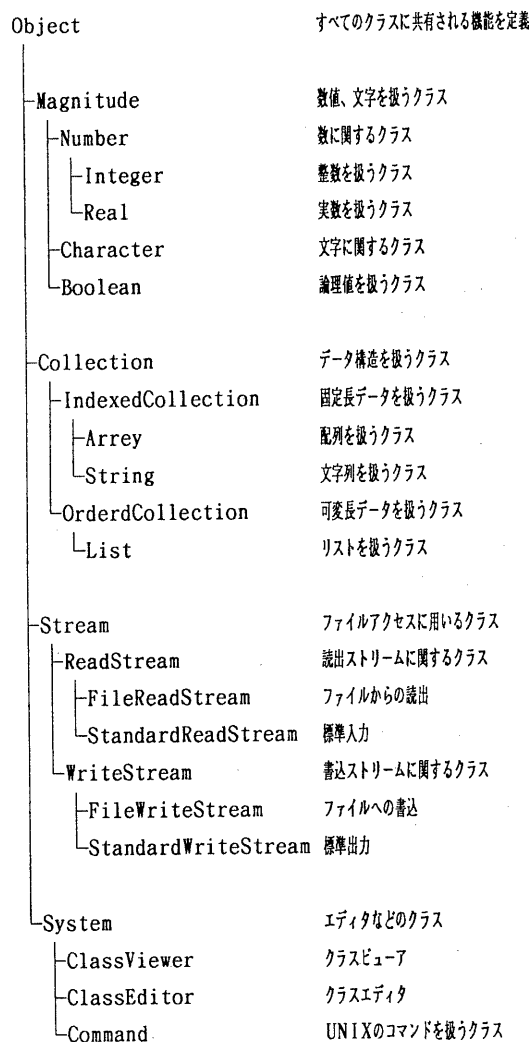 Object すべてのクラスに共有される機能を定義
Magnitude 数値、文字を扱うクラス
Number 数に関するクラス
Integer 整数を扱うクラス
Real 実数を扱うクラス
Character 文字に関するクラス
Boolean 論理値を扱うクラス
Collection データ構造を扱うクラス
IndexedCollection 固定長データを扱うクラス
Arrey 配列を扱うクラス
String 文字列を扱うクラス
OrderdCollection 可変長データを扱うクラス
List リストを扱うクラス
Stream ファイルアクセスに用いるクラス
ReadStream 読出ストリームに関するクラス
FileReadStream ファイルからの読出
StandardReadStream 標準入力
WriteStream 書込ストリームに関するクラス
FileWriteStream ファイルへの書込
StandardWriteStream 標準出力
System エディタなどのクラス
ClassViewer クラスビューア
ClassEditor クラスエディタ
Command UNIXのコマンドを扱うクラス